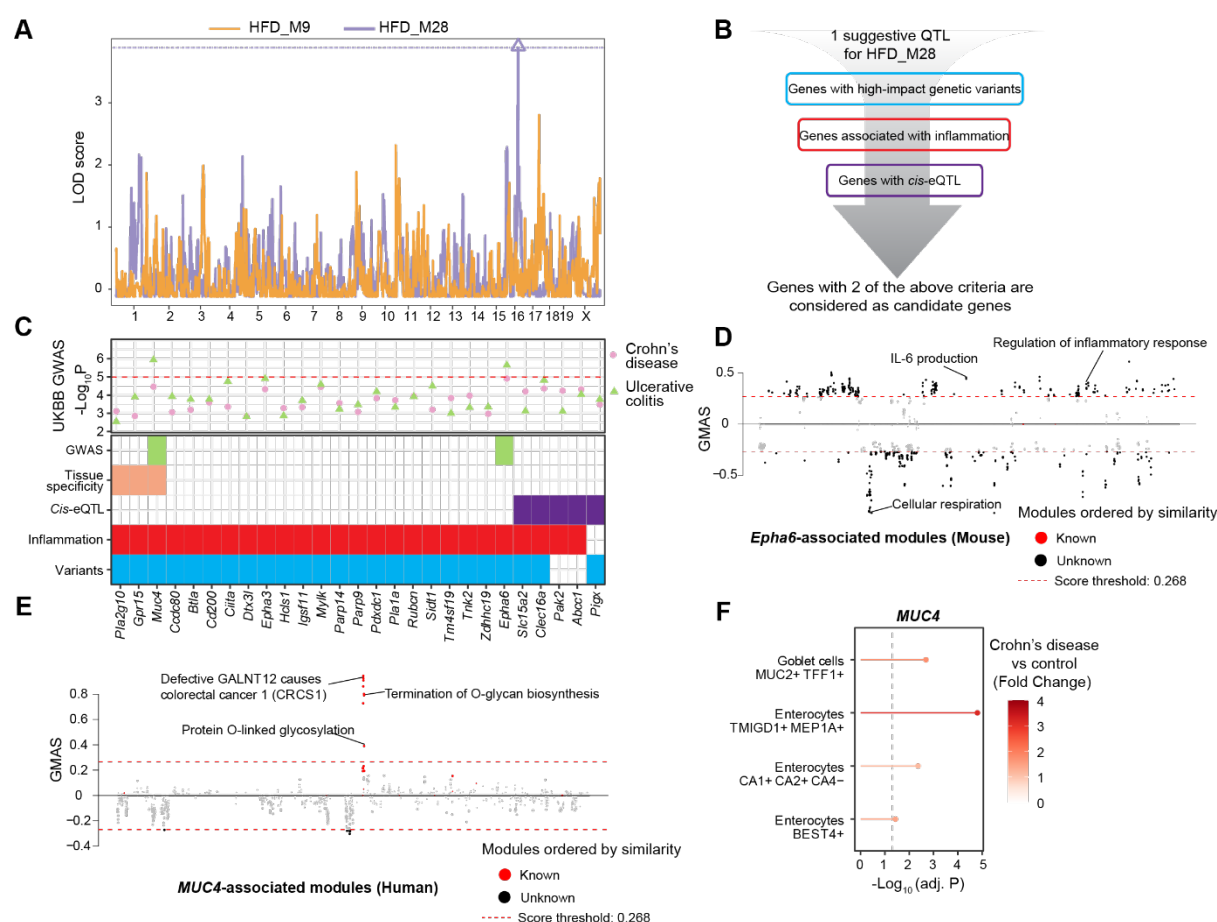 A
HFD_M9
HFD_M28
LOD score
3
2
1
0
1 2 3 4 5 6 7 8 9 10 11 12 13 14 15 16 17 1819 X
B
1 suggestive QTL
for HFD_M28
Genes with high-impact genetic variants
Genes associated with inflammation
Genes with cis-eQTL
Genes with 2 of the above criteria are
considered as candidate genes
C
UKBB GWAS
-Log10P
6
5
4
3
2
Crohn's
disease
Ulcerative
colitis
GWAS
Tissue
specificity
Cis-eQTL
Inflammation
Variants
Pla2g10
Gpr15
Muc4
Ccdc80
Btla
Cd200
Ciita
Dtx3l
Epha3
Hcls1
Igsf11
Mylk
Parp14
Parp9
Pdxdc1
Pla1a
Rubcn
Sidt1
Tm4sf19
Tnk2
Zdhhc19
Epha6
Slc15a2
Clec16a
Pak2
Abcc1
Pigx
D
GMAS
0.5
0
−0.5
IL-6 production
Regulation of inflammatory response
Cellular respiration
Modules ordered by similarity
Epha6-associated modules (Mouse)
Known
Unknown
Score threshold: 0.268
E
GMAS
0.8
0.6
0.4
0.2
0
−0.2
−0.4
Defective GALNT12 causes
colorectal cancer 1 (CRCS1)
Termination of O-glycan biosynthesis
Protein O-linked glycosylation
Modules ordered by similarity
MUC4-associated modules (Human)
Known
Unknown
Score threshold: 0.268
F
MUC4
Goblet cells
MUC2+ TFF1+
Enterocytes
TMIGD1+ MEP1A+
Enterocytes
CA1+ CA2+ CA4−
Enterocytes
BEST4+
0 1 2 3 4 5
-Log10 (adj. P)
Crohn's disease
vs control
(Fold Change)
4
3
2
1
0